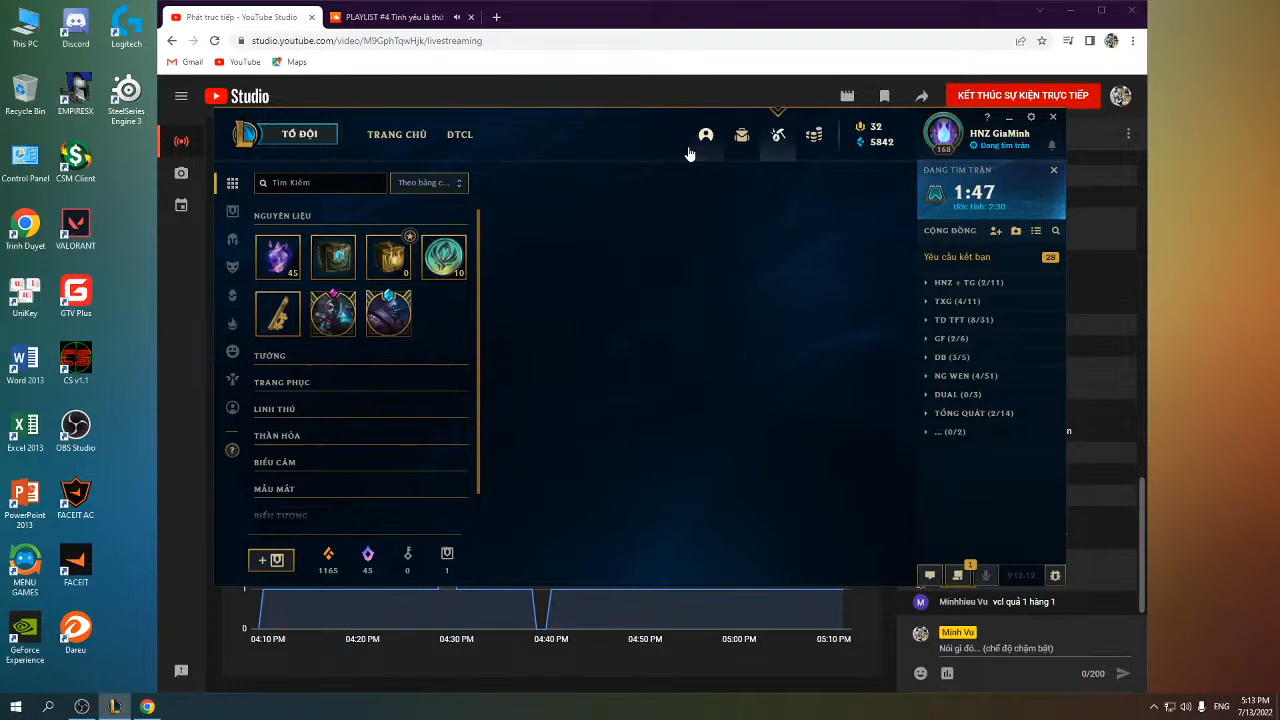 This PC
Discord
Logitech
Recycle Bin
EMPIRESX
SteelSeries
Engine 3
Control Panel
CSM Client
Trinh Duyet
VALORANT
UniKey
GTV Plus
Word 2013
CS v1.1
Excel 2013
OBS Studio
PowerPoint
2013
FACEIT AC
MENU
GAMES
FACEIT
GeForce
Experience
Dareu
Phát trực tiếp - YouTube Studio
PLAYLIST #4 Tình yêu là thứ
studio.youtube.com/video/M9GphTqwHjk/livestreaming
Gmail
YouTube
Maps
Studio
KẾT THÚC SỰ KIỆN TRỰC TIẾP
TỔ ĐỘI
TRANG CHỦ
ĐTCL
32
5842
168
HNZ GiaMinh
Đang tìm trận
Tìm Kiếm
Theo bảng c...
NGUYÊN LIỆU
45
0
10
TƯỚNG
TRANG PHỤC
LINH THÚ
THẦN HỎA
BIỂU CẢM
MẪU MẮT
BIỂU TƯỢNG
1165
45
0
1
ĐANG TÌM TRẬN
1:47
Ước tính: 2:30
CỘNG ĐỒNG
Yêu cầu kết bạn
28
HNZ + TG (2/11)
TXG (4/11)
TD TFT (8/31)
GF (2/6)
DB (3/5)
NG WEN (4/51)
DUAL (0/3)
TỔNG QUÁT (2/14)
... (0/2)
1
V 12.12
0
04:10 PM
04:20 PM
04:30 PM
04:40 PM
04:50 PM
05:00 PM
05:10 PM
M
Minhhieu Vu vcl quả 1 hàng 1
Minh Vu
Nói gì đó... (chế độ chậm bật)
0/200
ENG
5:13 PM
7/13/2022